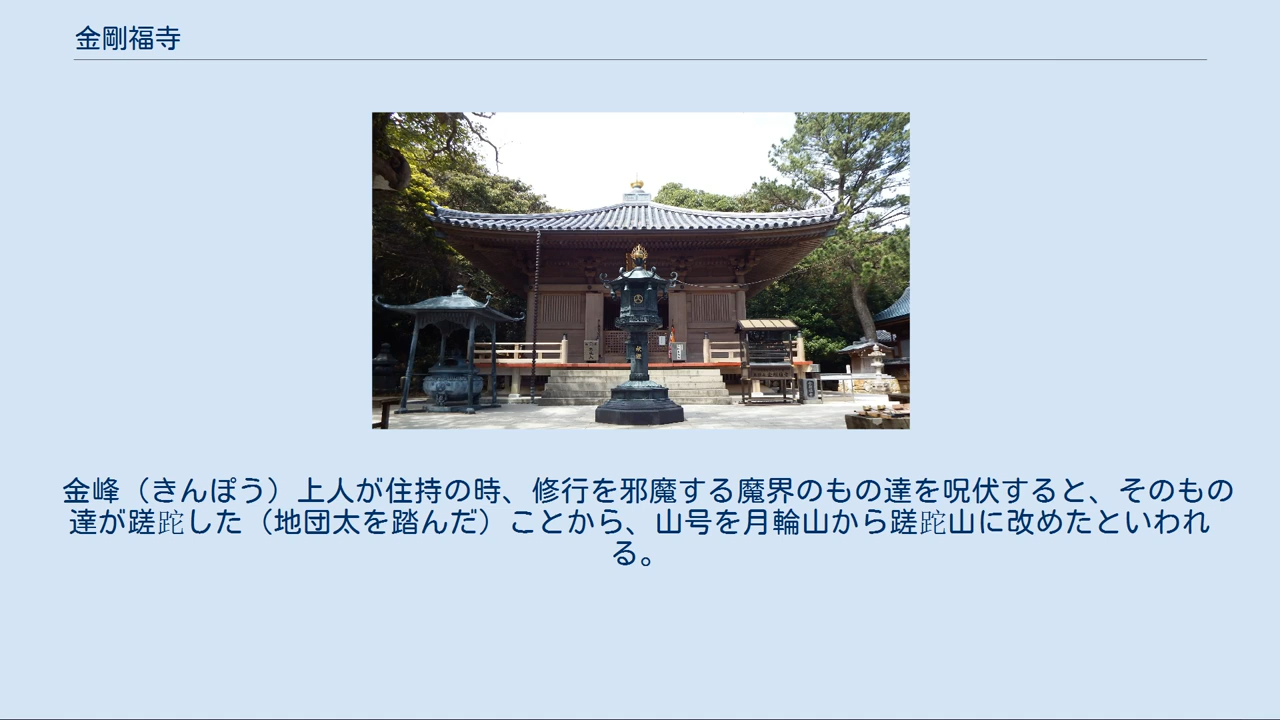 金剛福寺
金峰（きんぽう）上人が住持の時、修行を邪魔する魔界のもの達を呪伏すると、そのもの
達が蹉跎した（地団太を踏んだ）ことから、山号を月輪山から蹉跎山に改めたといわれ
る。